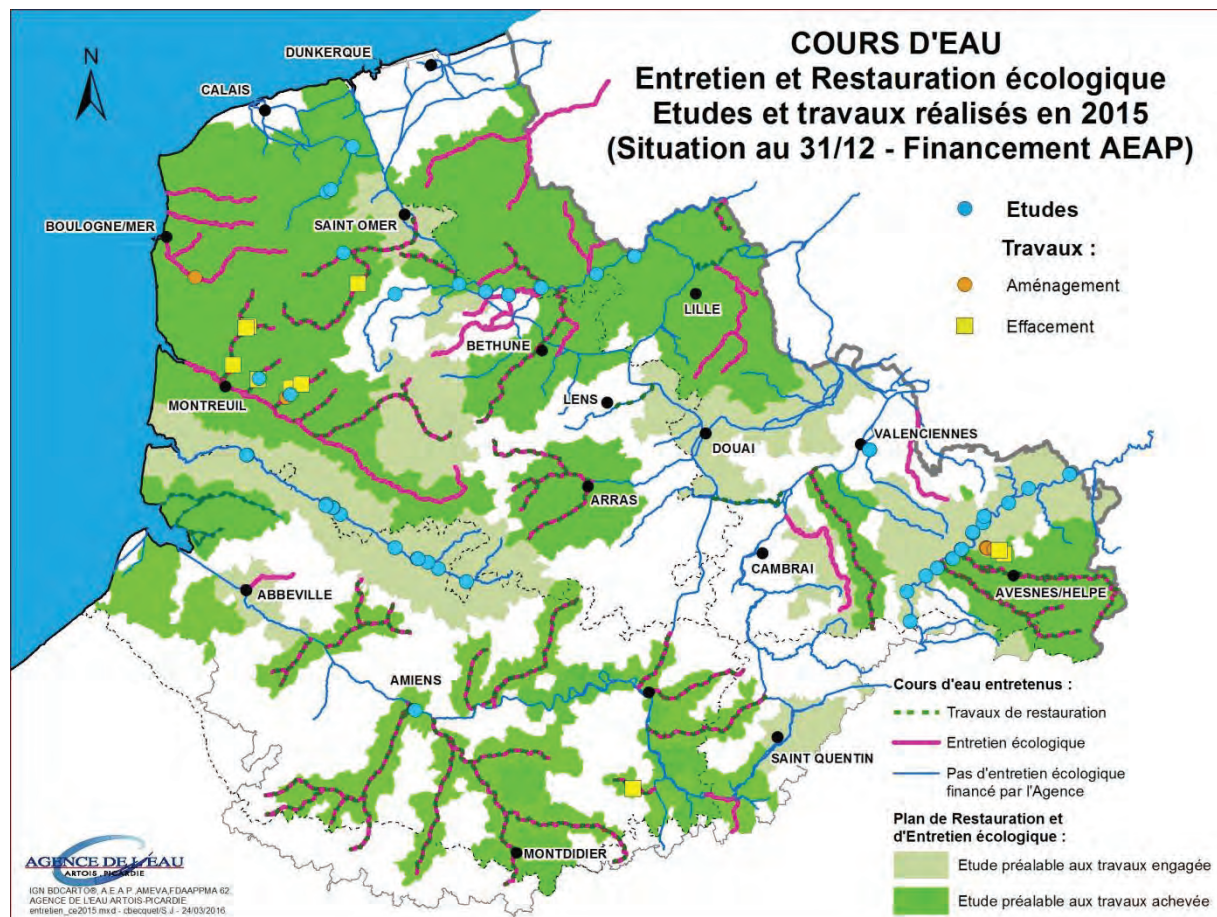 COURS D'EAU
Entretien et Restauration écologique
Etudes et travaux réalisés en 2015
(Situation au 31/12 - Financement AEAP)
N
DUNKERQUE
CALAIS
BOULOGNE/MER
SAINT OMER
Etudes
Travaux :
Aménagement
Effacement
LILLE
BETHUNE
MONTREUIL
LENS
DOUAI
VALENCIENNES
ARRAS
CAMBRAI
AVESNES/HELPE
ABBEVILLE
AMIENS
SAINT QUENTIN
MONTDIDIER
Cours d'eau entretenus :
Travaux de restauration
Entretien écologique
Pas d'entretien écologique
financé par l'Agence
Plan de Restauration et
d'Entretien écologique :
Etude préalable aux travaux engagée
Etude préalable aux travaux achevée
AGENCE DE L'EAU
ARTOIS - PICARDIE
IGN BDCARTO®, A.E.A.P ,AMEVA,FDAAPPMA 62
AGENCE DE L'EAU ARTOIS-PICARDIE
entretien_ce2015.mxd - cbecquet/S.J - 24/03/2016